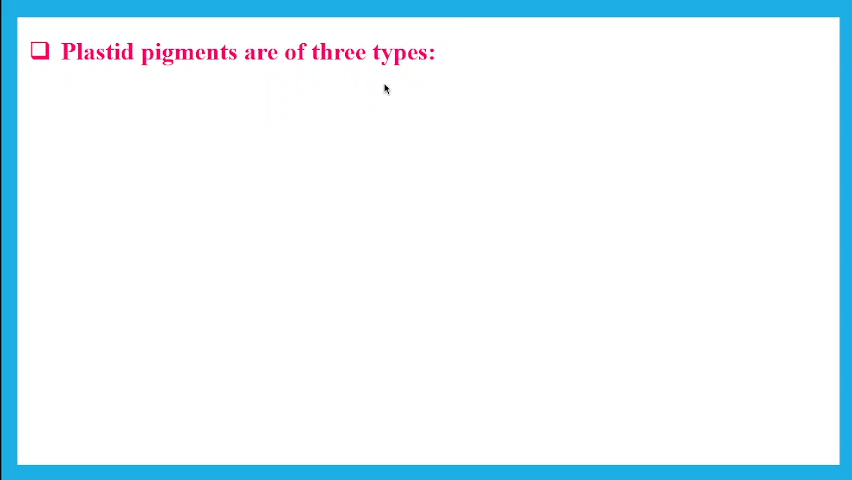 ❑ Plastid pigments are of three types: